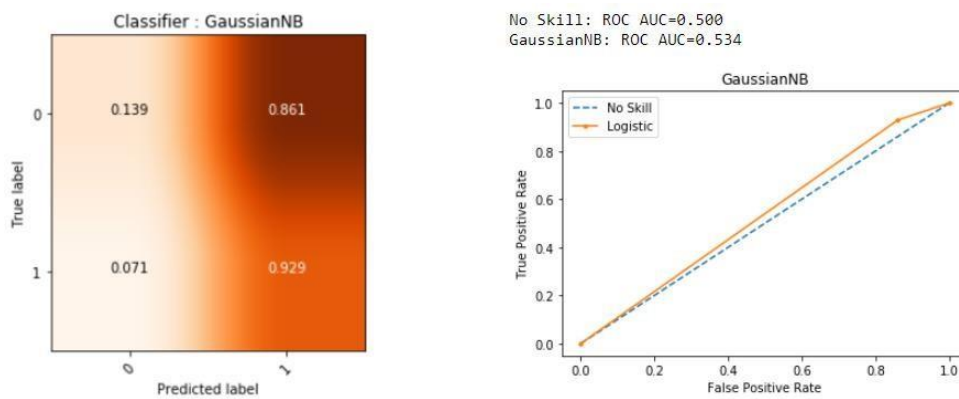 Classifier : GaussianNB
0
0.139
0.861
True label
1
0.071
0.929
0
1
Predicted label
No Skill: ROC AUC=0.500
GaussianNB: ROC AUC=0.534
GaussianNB
No Skill
Logistic
True Positive Rate
1.0
0.8
0.6
0.4
0.2
0.0
0.0 0.2 0.4 0.6 0.8 1.0
False Positive Rate